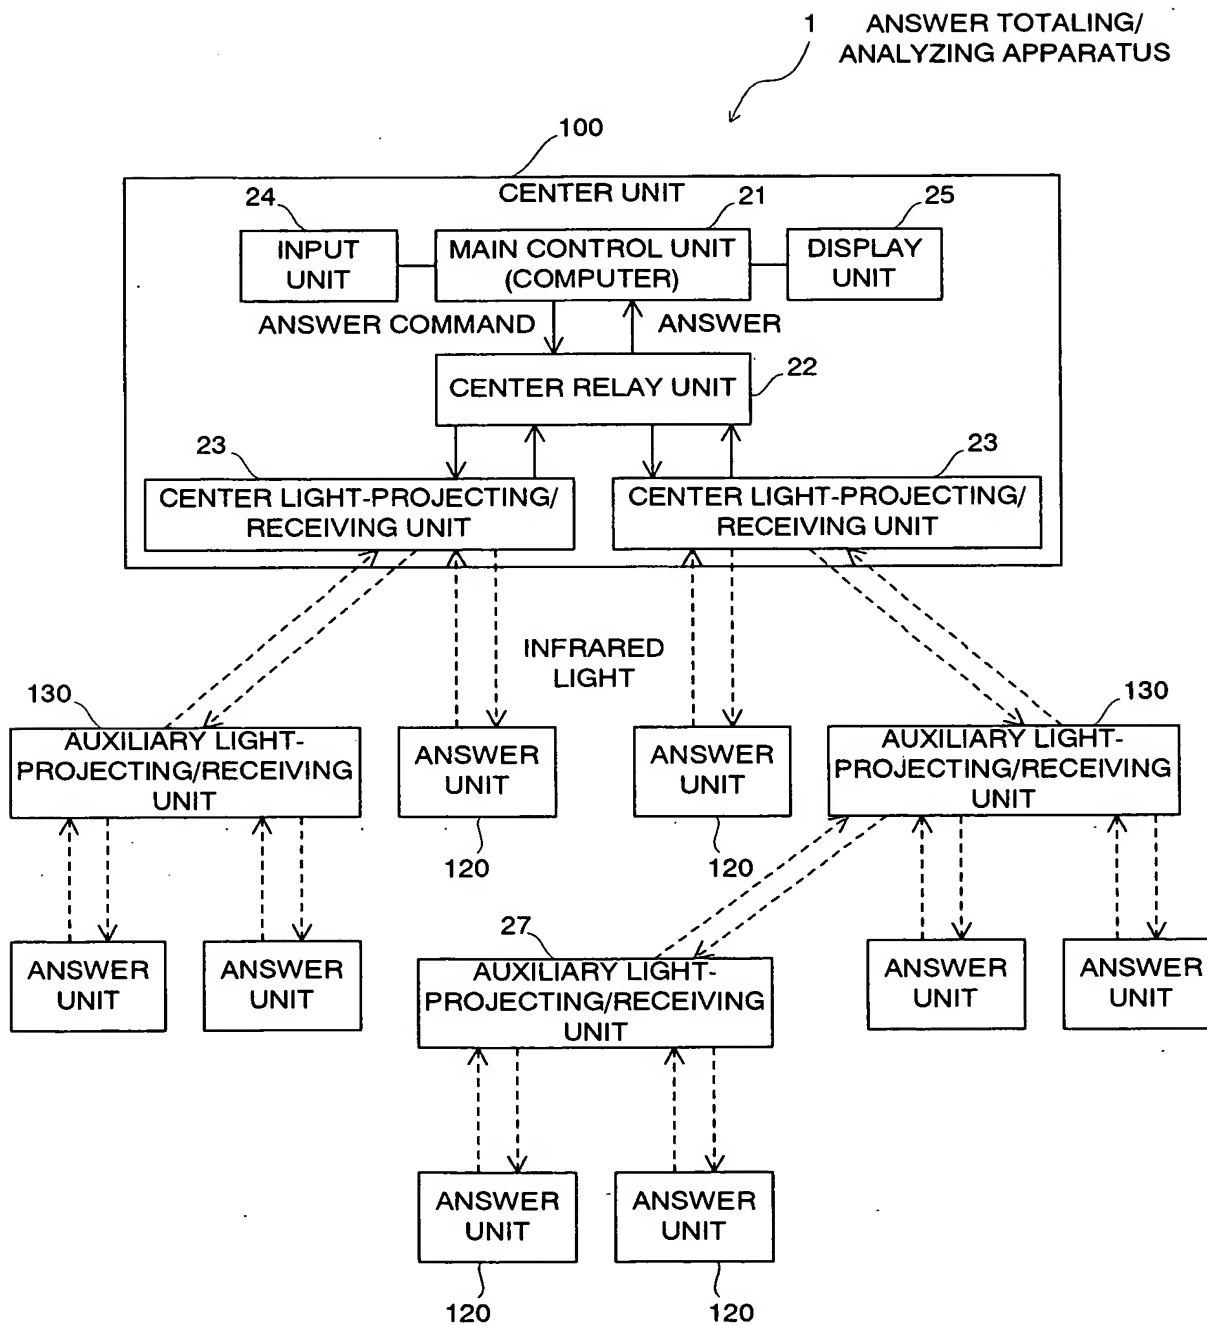 1 ANSWER TOTALING/
ANALYZING APPARATUS
100
CENTER UNIT
24
21
25
INPUT
UNIT
MAIN CONTROL UNIT
(COMPUTER)
DISPLAY
UNIT
ANSWER COMMAND
ANSWER
CENTER RELAY UNIT
22
23
23
CENTER LIGHT-PROJECTING/
RECEIVING UNIT
CENTER LIGHT-PROJECTING/
RECEIVING UNIT
INFRARED
LIGHT
130
130
AUXILIARY LIGHT-
PROJECTING/RECEIVING
UNIT
ANSWER
UNIT
ANSWER
UNIT
AUXILIARY LIGHT-
PROJECTING/RECEIVING
UNIT
120
120
27
ANSWER
UNIT
ANSWER
UNIT
AUXILIARY LIGHT-
PROJECTING/RECEIVING
UNIT
ANSWER
UNIT
ANSWER
UNIT
ANSWER
UNIT
ANSWER
UNIT
120
120